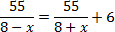 55/(8 − x) = 55/(8 + x) + 6